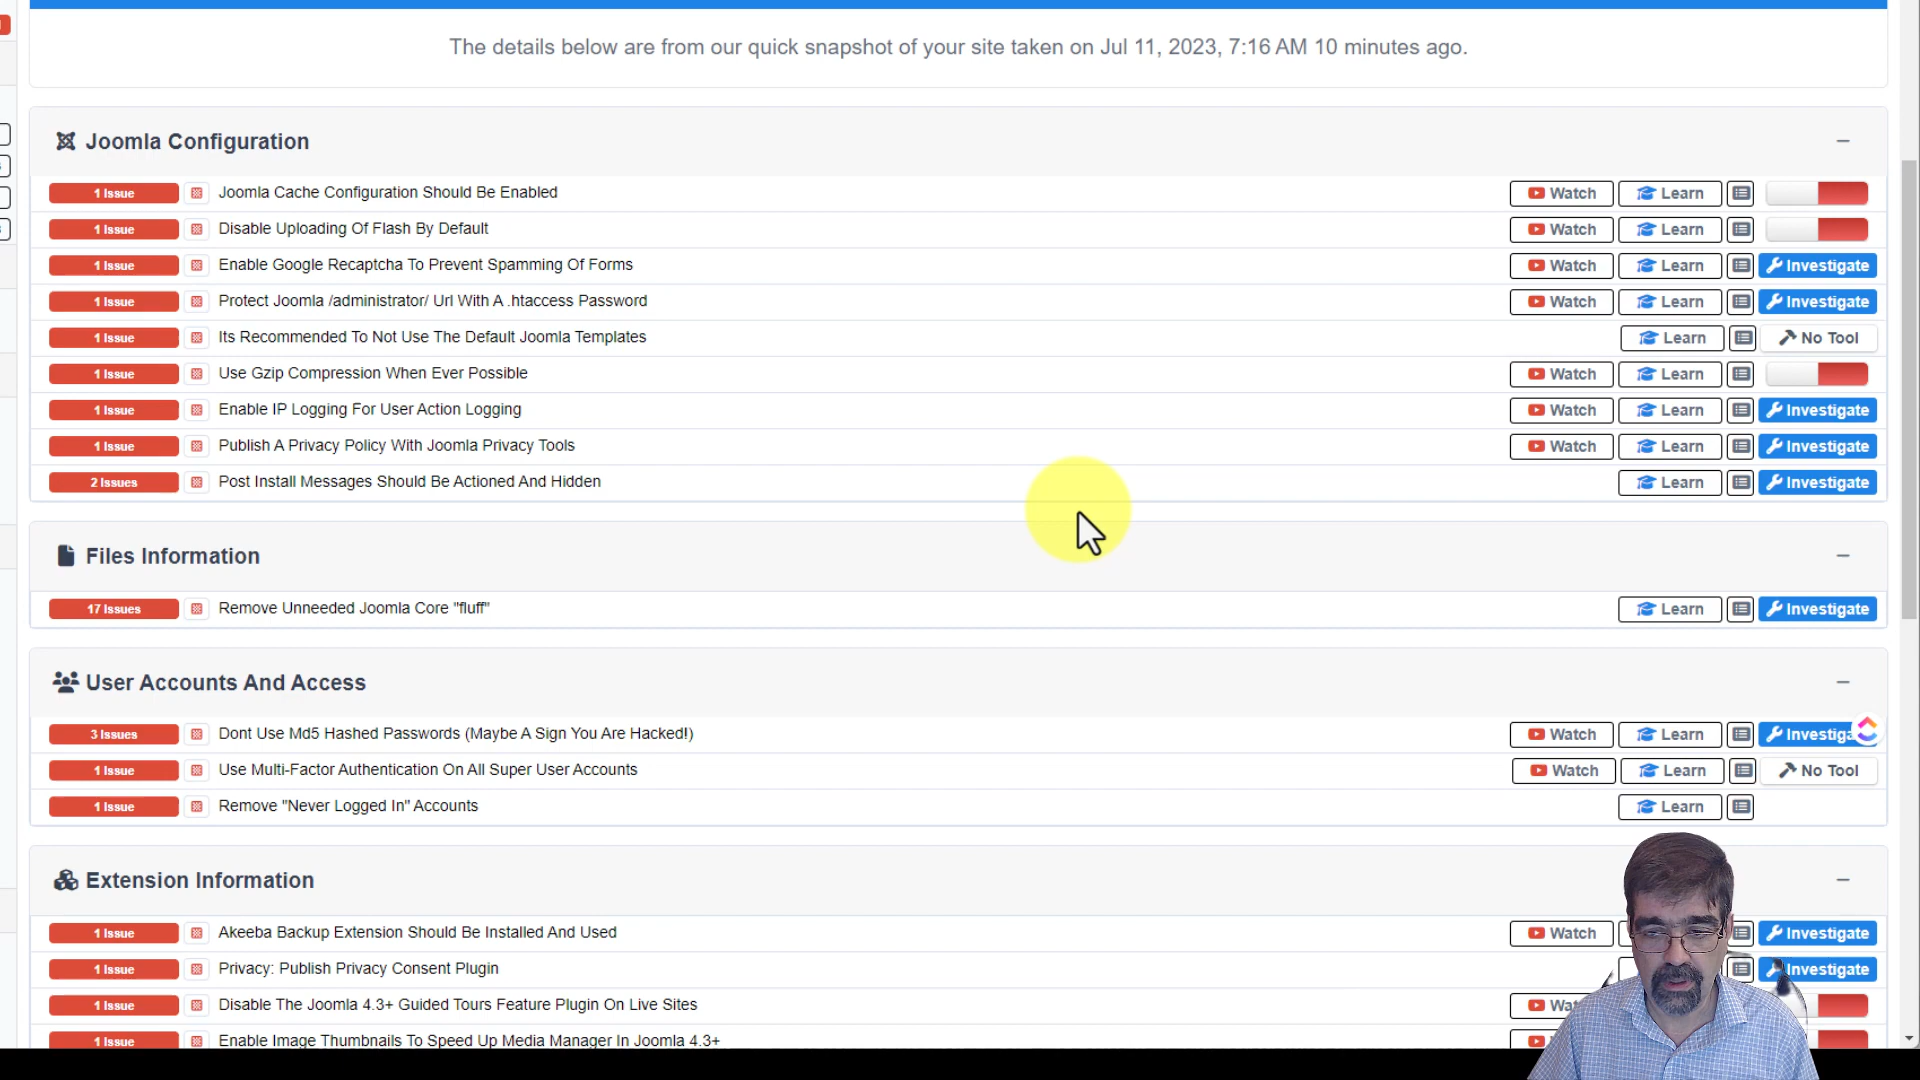 The details below are from our quick snapshot of your site taken on Jul 11, 2023, 7:16 AM 10 minutes ago.
Joomla Configuration
1 Issue Joomla Cache Configuration Should Be Enabled Watch Learn
1 Issue Disable Uploading Of Flash By Default Watch Learn
1 Issue Enable Google Recaptcha To Prevent Spamming Of Forms Watch Learn Investigate
1 Issue Protect Joomla /administrator/ Url With A .htaccess Password Watch Learn Investigate
1 Issue Its Recommended To Not Use The Default Joomla Templates Learn No Tool
1 Issue Use Gzip Compression When Ever Possible Watch Learn
1 Issue Enable IP Logging For User Action Logging Watch Learn Investigate
1 Issue Publish A Privacy Policy With Joomla Privacy Tools Watch Learn Investigate
2 Issues Post Install Messages Should Be Actioned And Hidden Learn Investigate
Files Information
17 Issues Remove Unneeded Joomla Core "fluff" Learn Investigate
User Accounts And Access
3 Issues Dont Use Md5 Hashed Passwords (Maybe A Sign You Are Hacked!) Watch Learn Investiga
1 Issue Use Multi-Factor Authentication On All Super User Accounts Watch Learn No Tool
1 Issue Remove "Never Logged In" Accounts Learn
Extension Information
1 Issue Akeeba Backup Extension Should Be Installed And Used Watch Investigate
1 Issue Privacy: Publish Privacy Consent Plugin Investigate
1 Issue Disable The Joomla 4.3+ Guided Tours Feature Plugin On Live Sites Wat
1 Issue Enable Image Thumbnails To Speed Up Media Manager In Joomla 4.3+